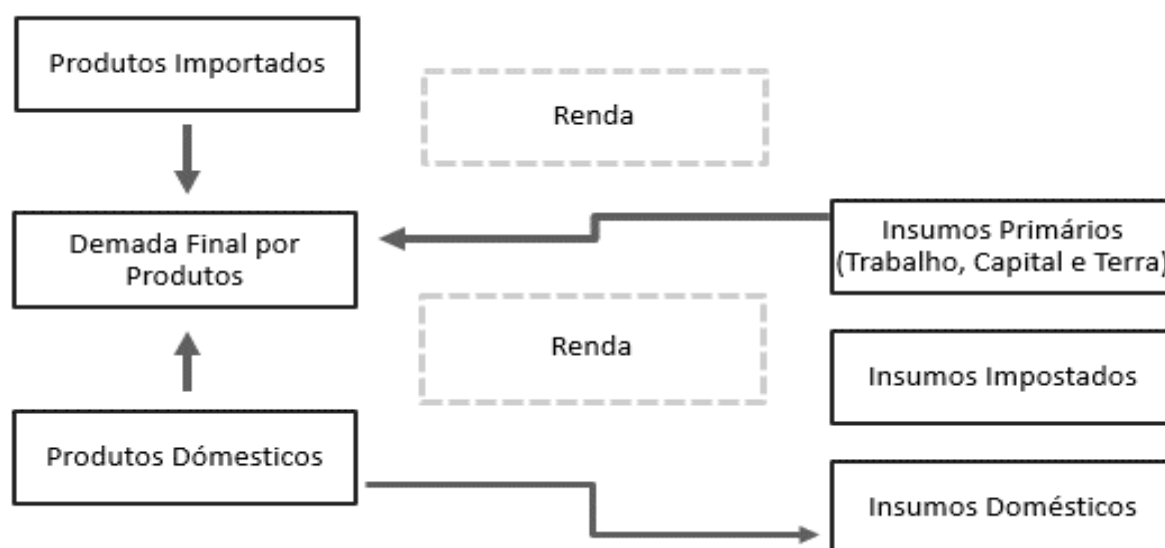 Produtos Importados
Renda
Demada Final por
Produtos
Insumos Primários
(Trabalho, Capital e Terra)
Renda
Insumos Impostados
Produtos Dómesticos
Insumos Domésticos